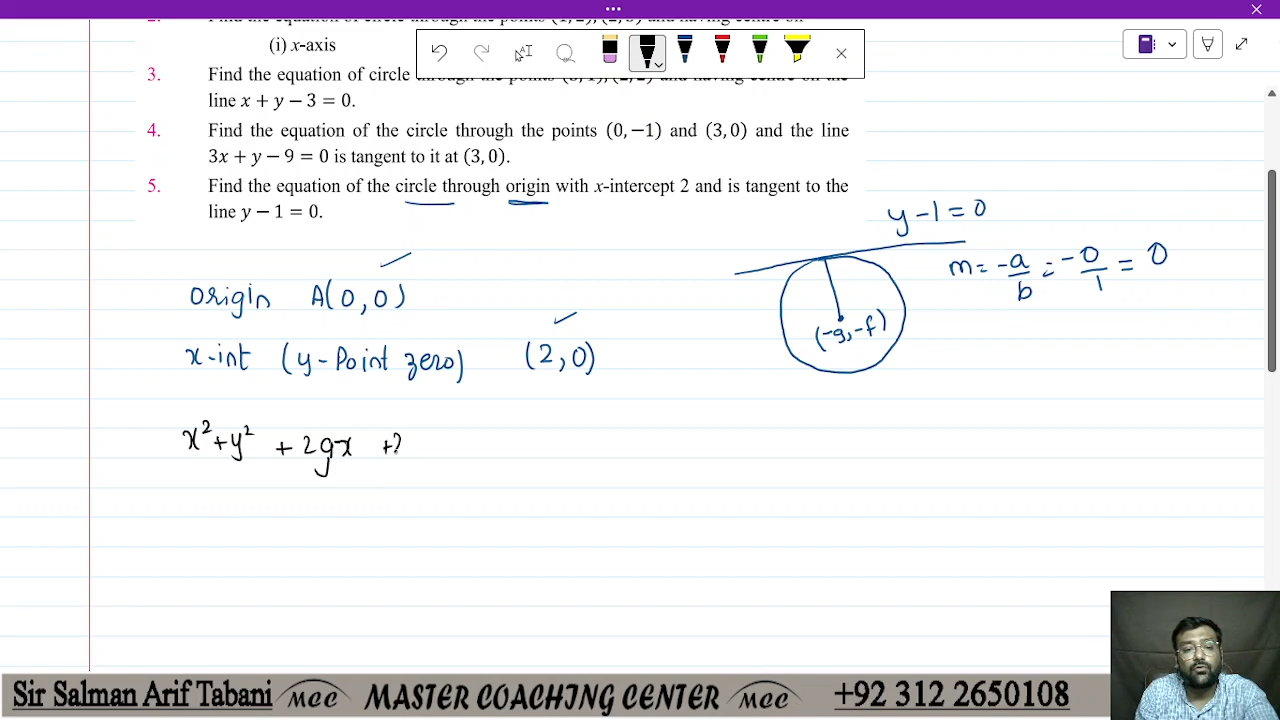 (i) x-axis
3. Find the equation of circle
line x + y − 3 = 0.
4. Find the equation of the circle through the points (0, −1) and (3, 0) and the line
3x + y − 9 = 0 is tangent to it at (3, 0).
5. Find the equation of the circle through origin with x-intercept 2 and is tangent to the
line y − 1 = 0.
y − 1 = 0
m = -a/b = -0/1 = 0
origin A(0, 0)
(-g, -f)
x-int (y-Point zero) (2, 0)
x² + y² + 2gx + 2
Sir Salman Arif Tabani MCC MASTER COACHING CENTER MCC +92 312 2650108